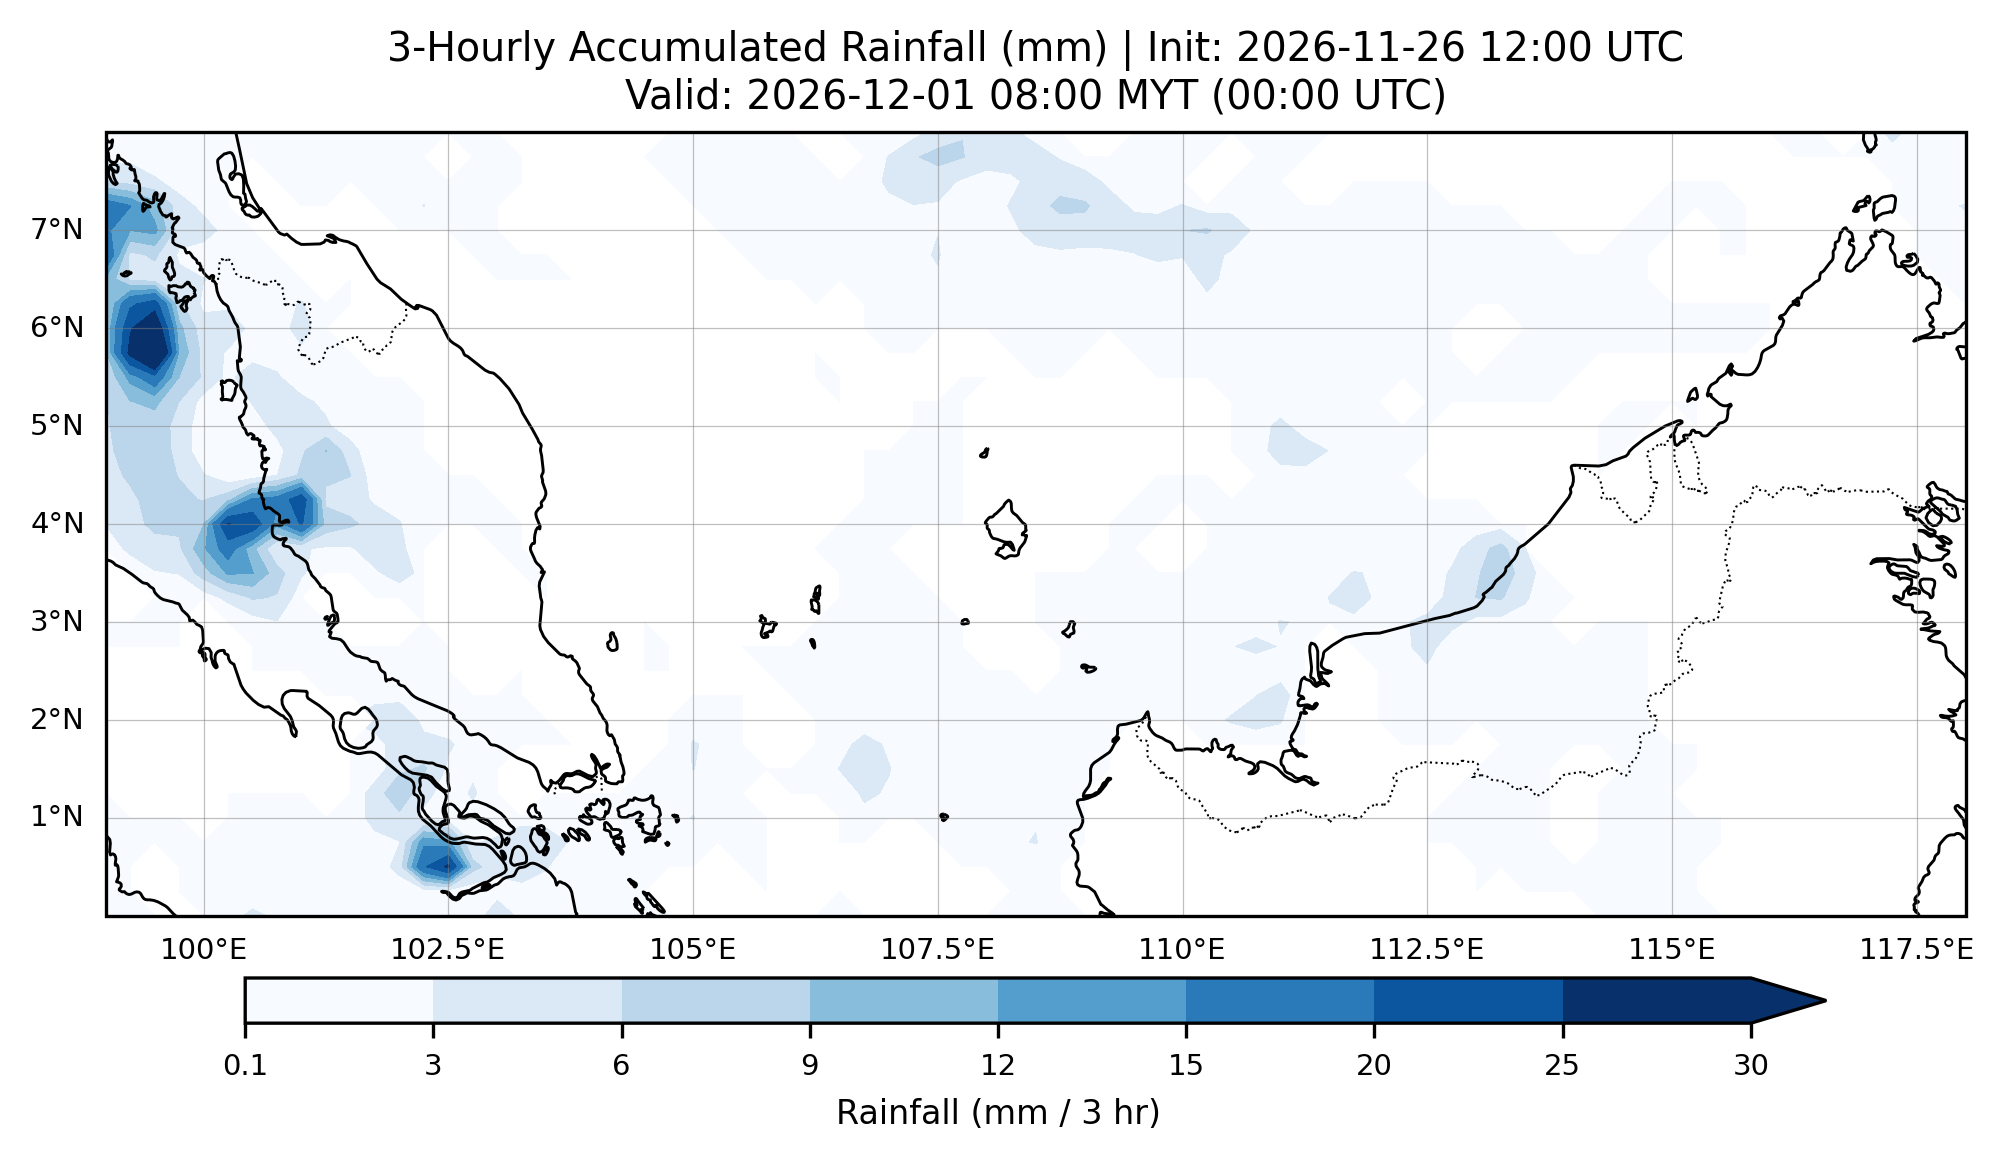 3-Hourly Accumulated Rainfall (mm) | Init: 2026-11-26 12:00 UTC
Valid: 2026-12-01 08:00 MYT (00:00 UTC)
7°N
6°N
5°N
4°N
3°N
2°N
1°N
100°E 102.5°E 105°E 107.5°E 110°E 112.5°E 115°E 117.5°E
0.1 3 6 9 12 15 20 25 30
Rainfall (mm / 3 hr)